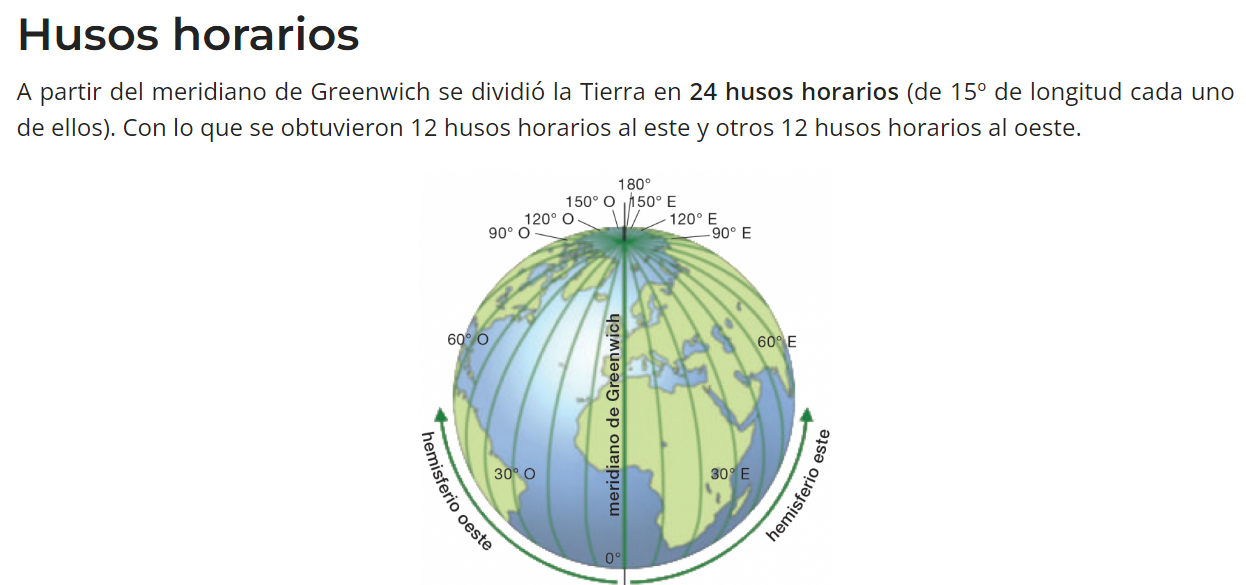 Husos horarios
A partir del meridiano de Greenwich se dividió la Tierra en 24 husos horarios (de 15º de longitud cada uno
de ellos). Con lo que se obtuvieron 12 husos horarios al este y otros 12 husos horarios al oeste.
180°
150° O
150° E
120° O
120° E
90° O
90° E
60° O
60° E
meridiano de Greenwich
30° O
30° E
hemisferio oeste
hemisferio este
0°